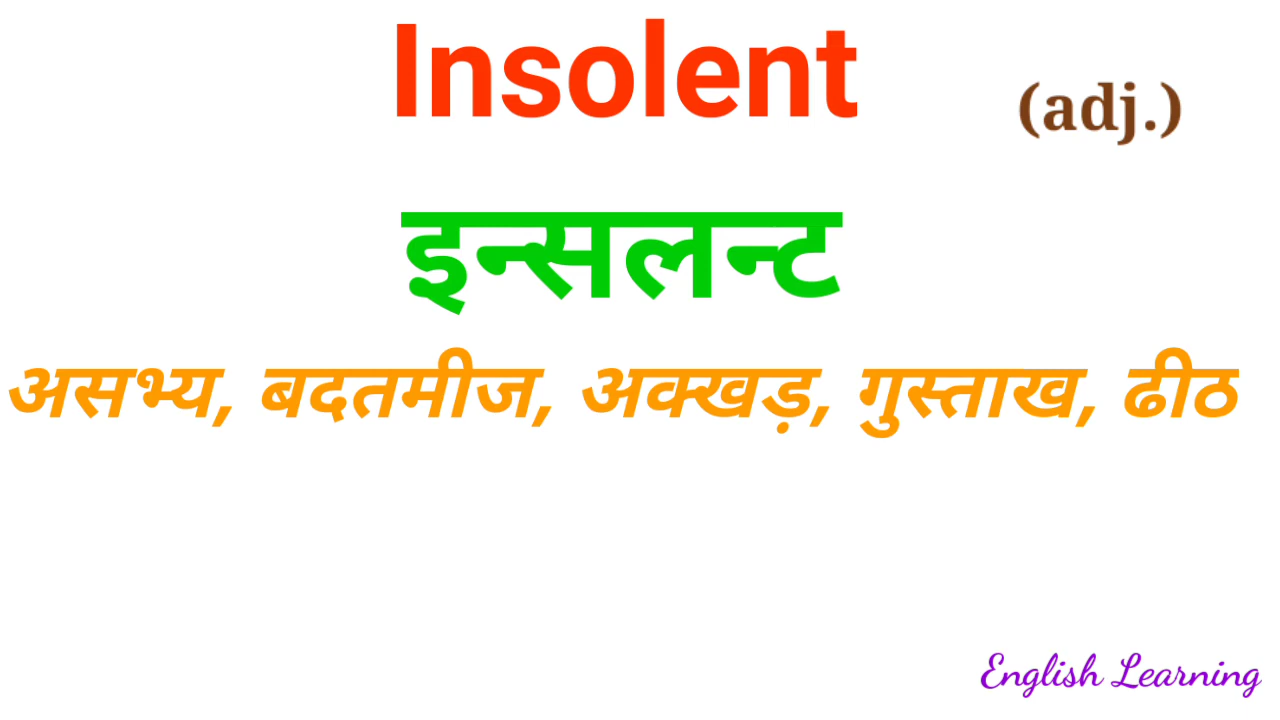 Insolent (adj.)
इन्सलन्ट
असभ्य, बदतमीज, अक्खड़, गुस्ताख, ढीठ
English Learning